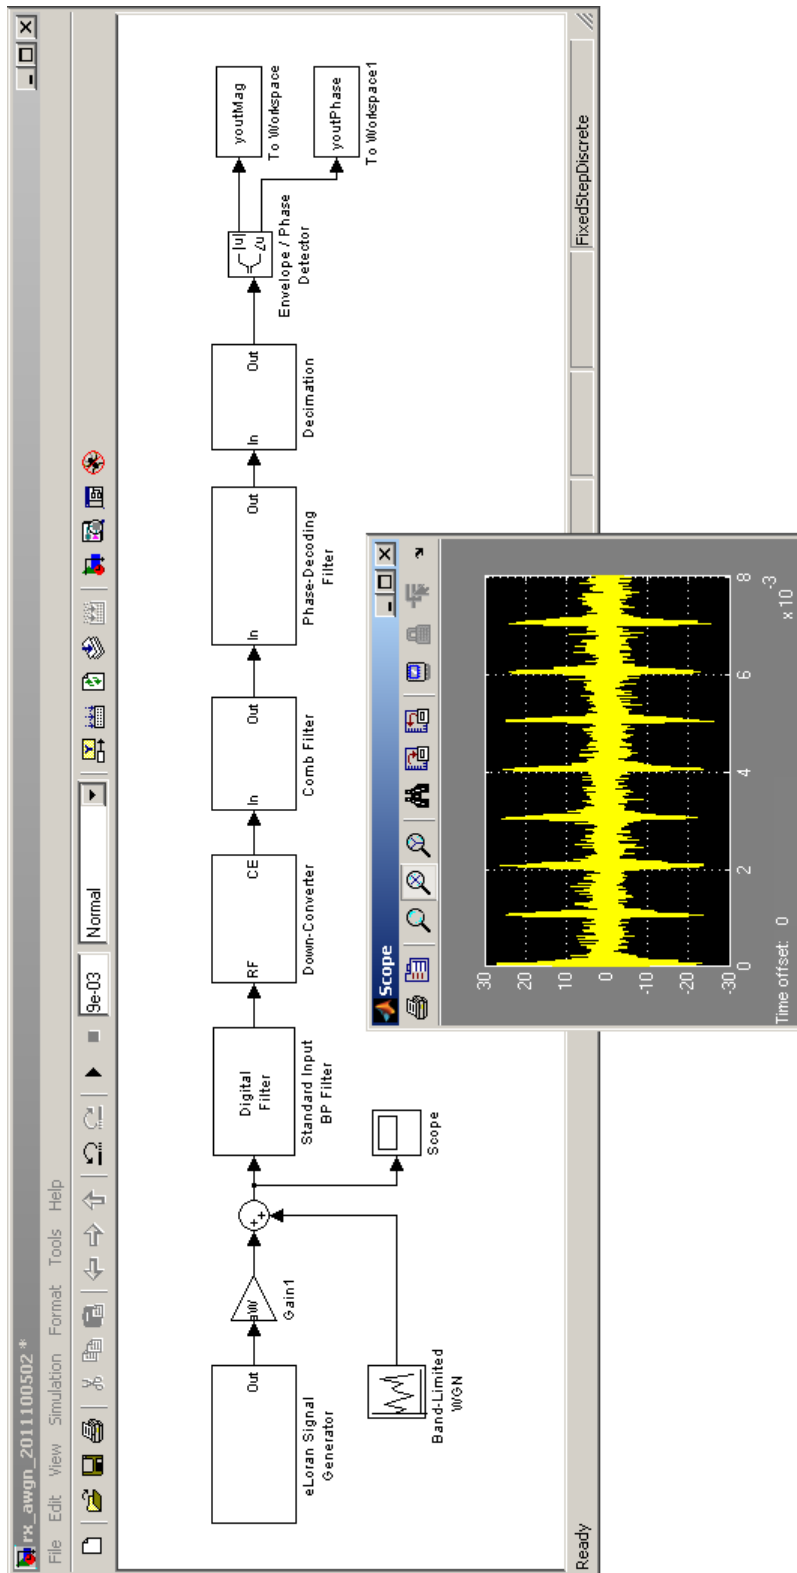 rx_awgn_2011100502 *
File Edit View Simulation Format Tools Help
9e-03
Normal
Out
eLoran Signal
Generator
Gain1
Band-Limited
WGN
Digital
Filter
Standard Input
BP Filter
Scope
RF
CE
Down-Converter
In
Out
Comb Filter
In
Out
Phase-Decoding
Filter
In
Out
Decimation
|u|
∠u
Envelope / Phase
Detector
youtMag
To Workspace
youtPhase
To Workspace1
Scope
30
20
10
0
-10
-20
-30
0
2
4
6
8
x 10
-3
Time offset: 0
Ready
FixedStepDiscrete